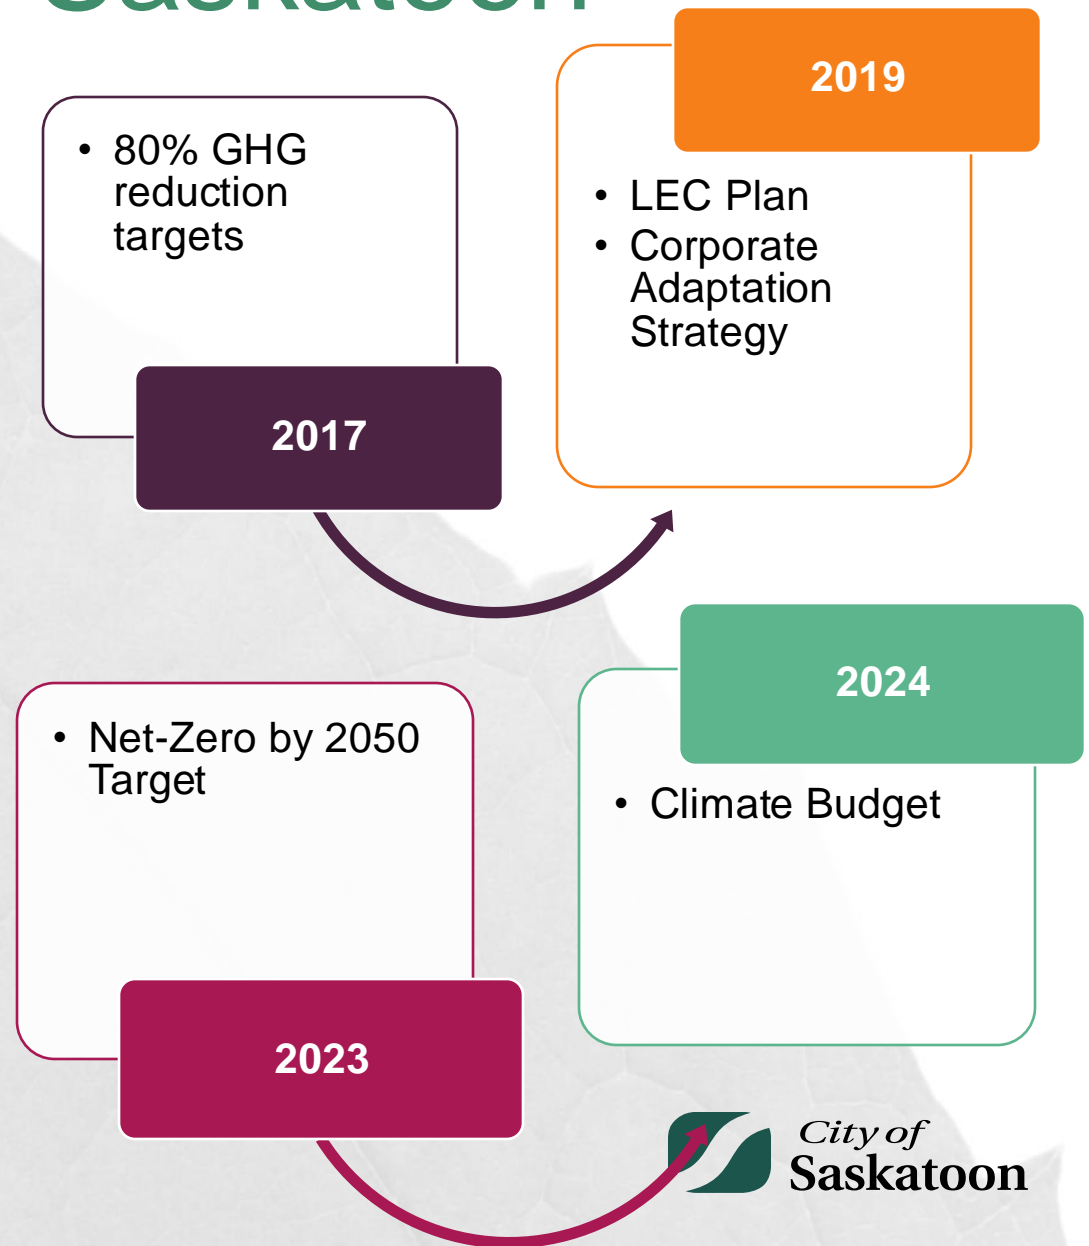 Saskatoon
2019
• 80% GHG
reduction
targets
• LEC Plan
• Corporate
Adaptation
Strategy
2017
2024
• Net-Zero by 2050
Target
• Climate Budget
2023
City of
Saskatoon